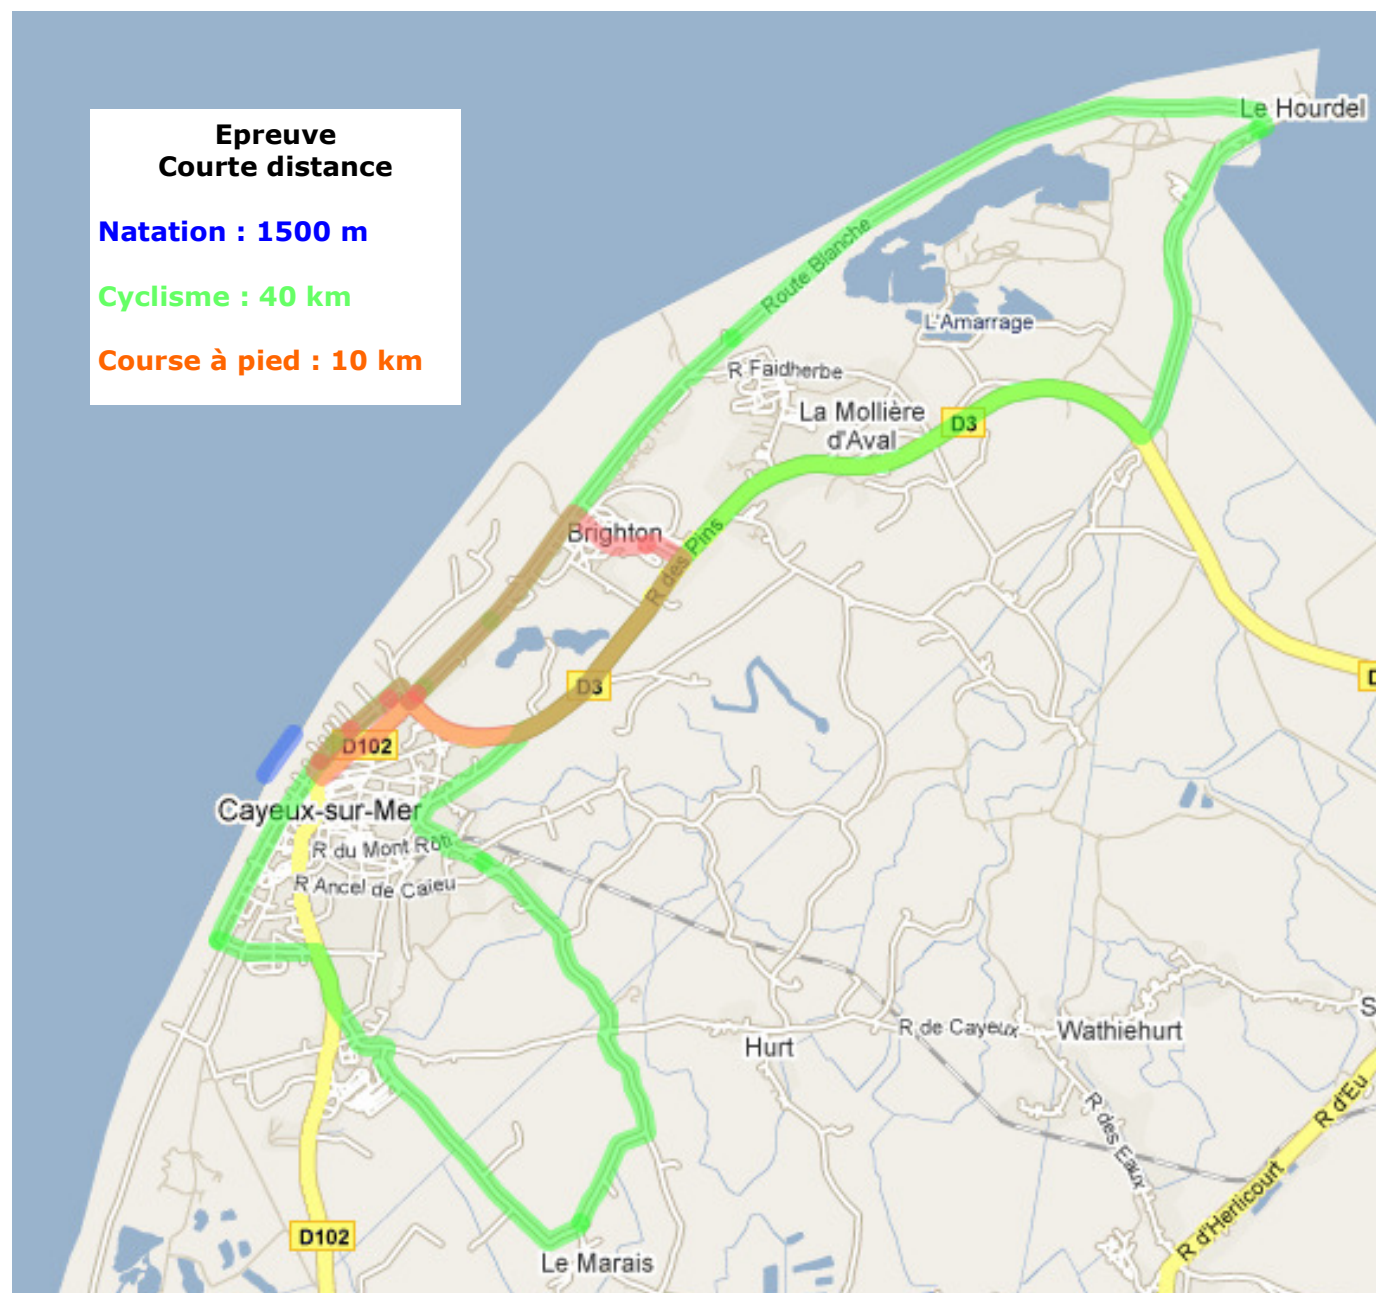 Epreuve
Courte distance
Natation : 1500 m
Cyclisme : 40 km
Course à pied : 10 km
Le Hourdel
Route Blanche
L'Amarrage
R Faidherbe
La Mollière
d'Aval
D3
Brighton
R des Pins
D3
D102
Cayeux-sur-Mer
R du Mont Rôti
R Ancel de Caieu
R de Cayeux
Wathiehurt
Hurt
R des Eaux
R d'Eu
R d'Herlicourt
D102
Le Marais